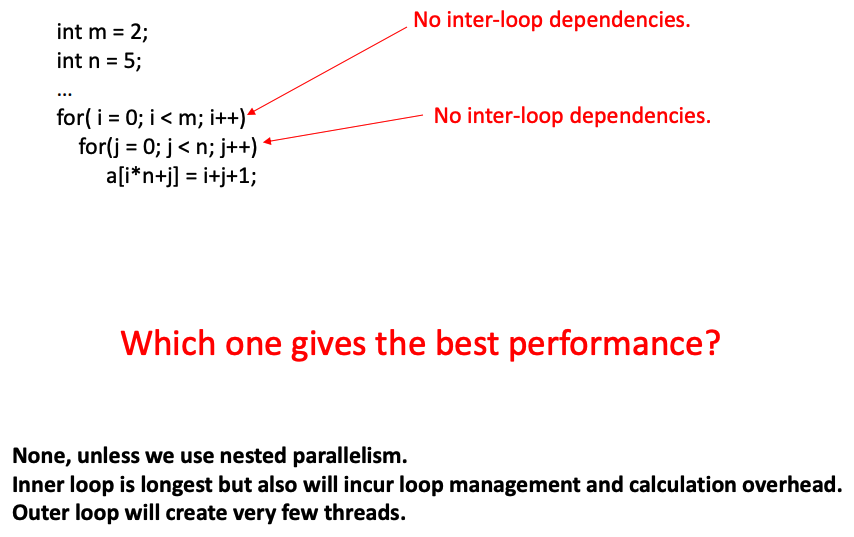 int m = 2;
int n = 5;
...
for( i = 0; i < m; i++)
for(j = 0; j < n; j++)
a[i*n+j] = i+j+1;
No inter-loop dependencies.
No inter-loop dependencies.
Which one gives the best performance?
None, unless we use nested parallelism.
Inner loop is longest but also will incur loop management and calculation overhead.
Outer loop will create very few threads.